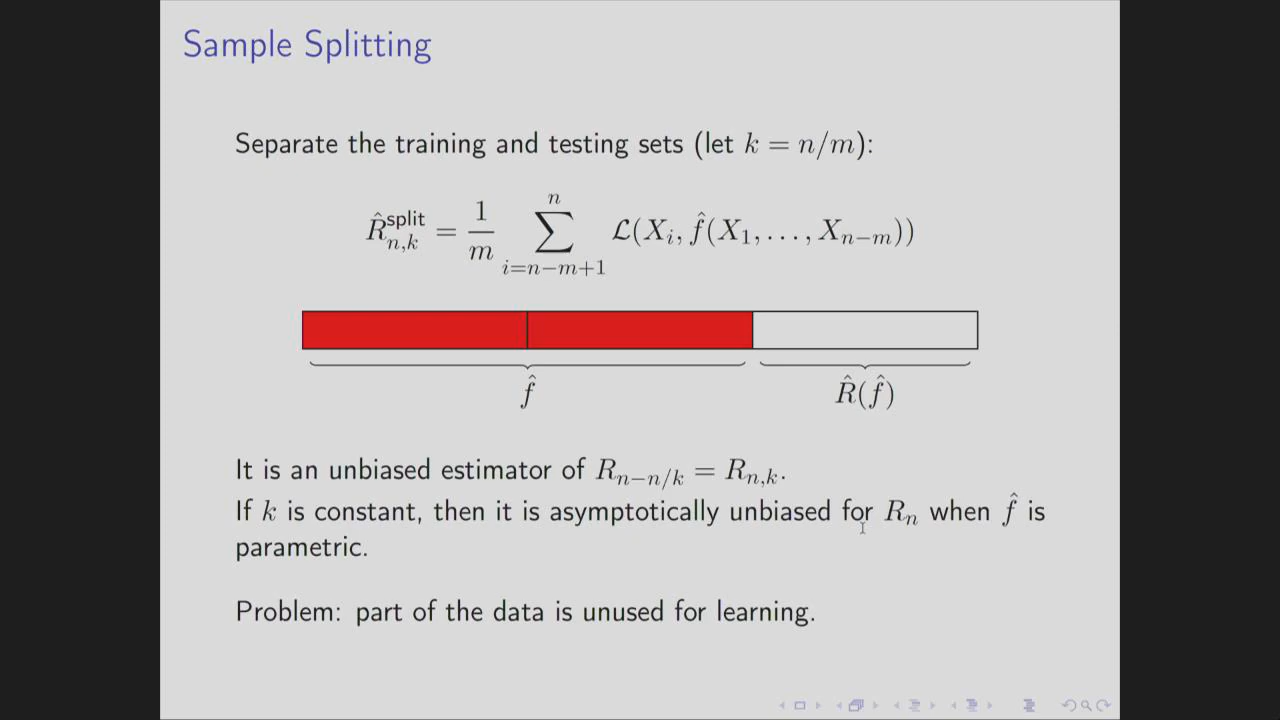 Sample Splitting
Separate the training and testing sets (let k = n/m):
R̂^split_{n,k} = 1/m ∑_{i=n−m+1}^{n} ℒ(X_i, f̂(X_1, . . . , X_{n−m}))
f̂ R̂(f̂)
It is an unbiased estimator of R_{n−n/k} = R_{n,k}.
If k is constant, then it is asymptotically unbiased for R_n when f̂ is
parametric.
Problem: part of the data is unused for learning.